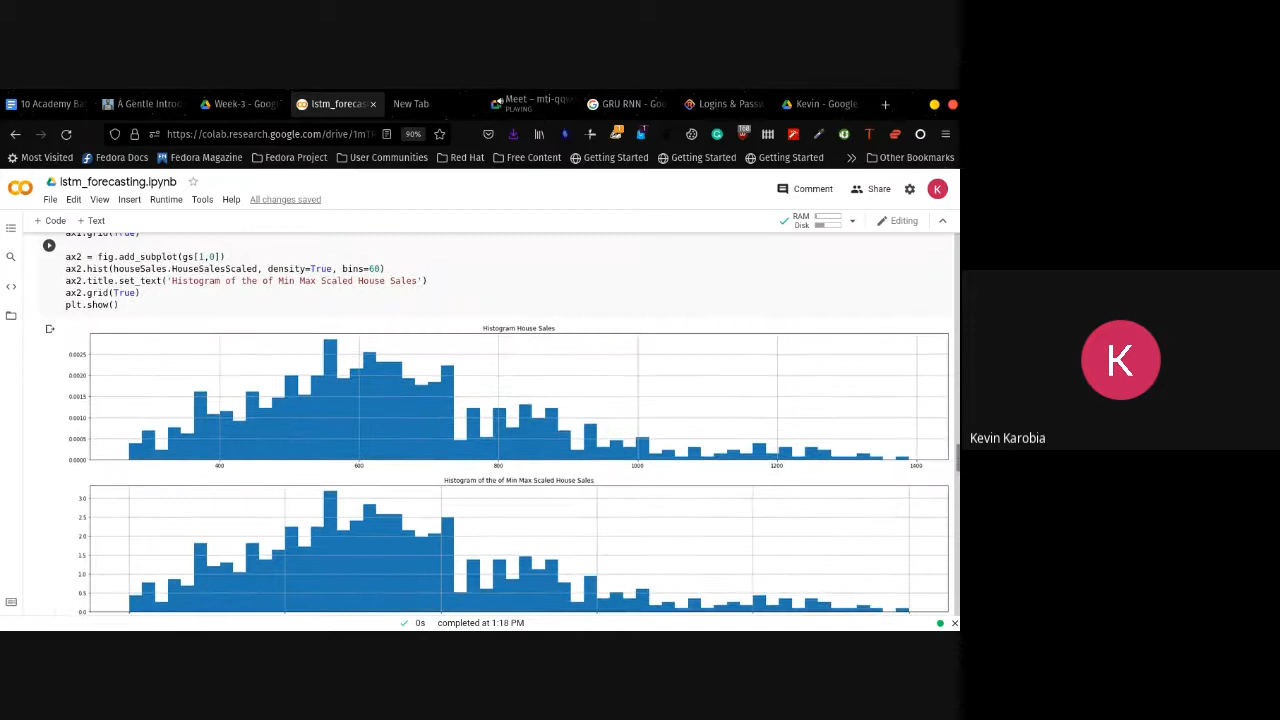 10 Academy Ba
A Gentle Introd
Week-3 - Googl
lstm_forecas
New Tab
Meet – mti-qqw
PLAYING
GRU RNN - Goo
Logins & Passw
Kevin - Google
https://colab.research.google.com/drive/1mT
90%
Most Visited
Fedora Docs
Fedora Magazine
Fedora Project
User Communities
Red Hat
Free Content
Getting Started
Getting Started
Getting Started
Other Bookmarks
lstm_forecasting.ipynb
Comment
Share
K
File Edit View Insert Runtime Tools Help All changes saved
+ Code + Text
RAM
Disk
Editing
ax1.grid(True)
ax2 = fig.add_subplot(gs[1,0])
ax2.hist(houseSales.HouseSalesScaled, density=True, bins=60)
ax2.title.set_text('Histogram of the of Min Max Scaled House Sales')
ax2.grid(True)
plt.show()
Histogram House Sales
0.0025
0.0020
0.0015
0.0010
0.0005
0.0000
400 600 800 1000 1200 1400
Histogram of the of Min Max Scaled House Sales
3.0
2.5
2.0
1.5
1.0
0.5
0.0
0s completed at 1:18 PM
K
Kevin Karobia